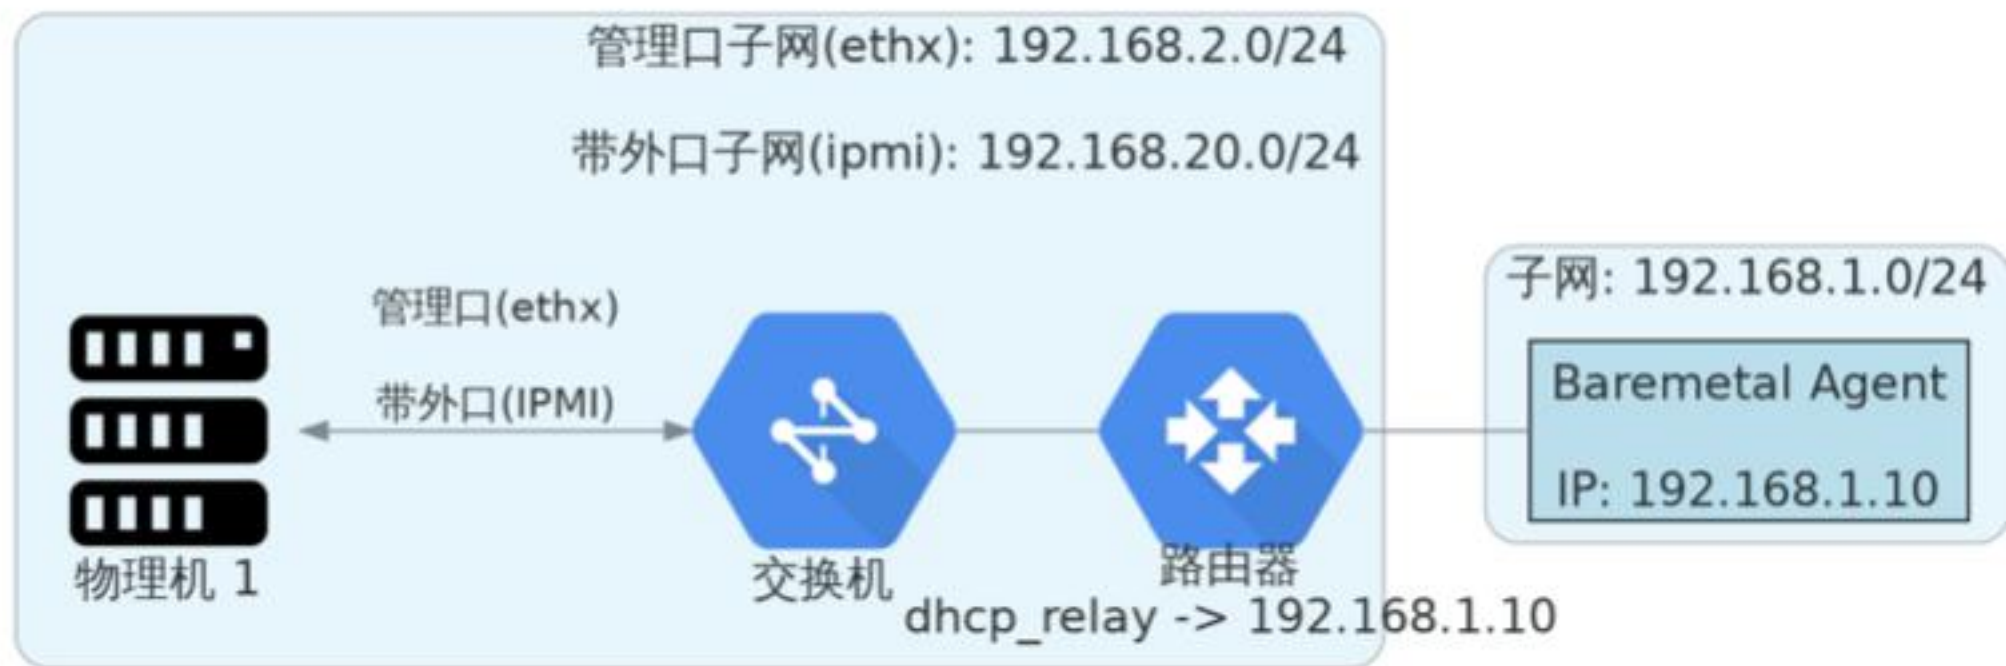 管理口子网(ethx): 192.168.2.0/24
带外口子网(ipmi): 192.168.20.0/24
子网: 192.168.1.0/24
管理口(ethx)
带外口(IPMI)
Baremetal Agent
IP: 192.168.1.10
物理机 1
交换机
路由器
dhcp_relay -> 192.168.1.10